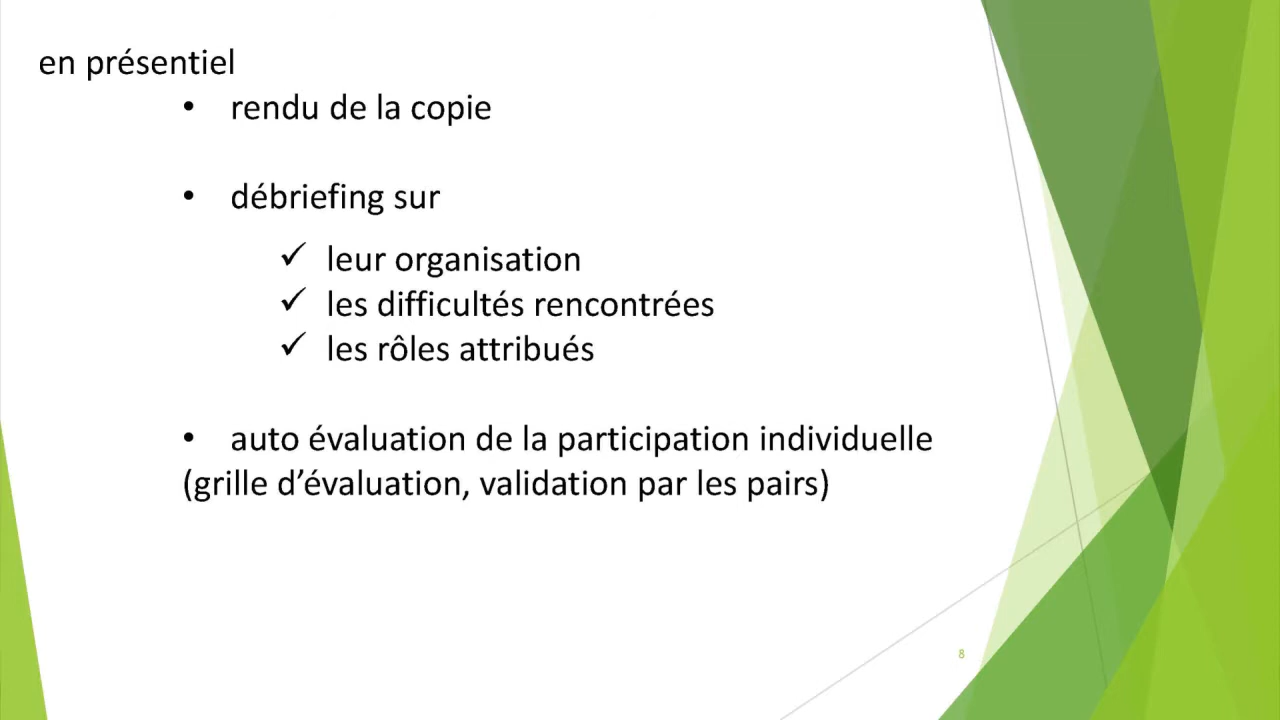 en présentiel
• rendu de la copie
• débriefing sur
✓ leur organisation
✓ les difficultés rencontrées
✓ les rôles attribués
• auto évaluation de la participation individuelle
(grille d’évaluation, validation par les pairs)
8